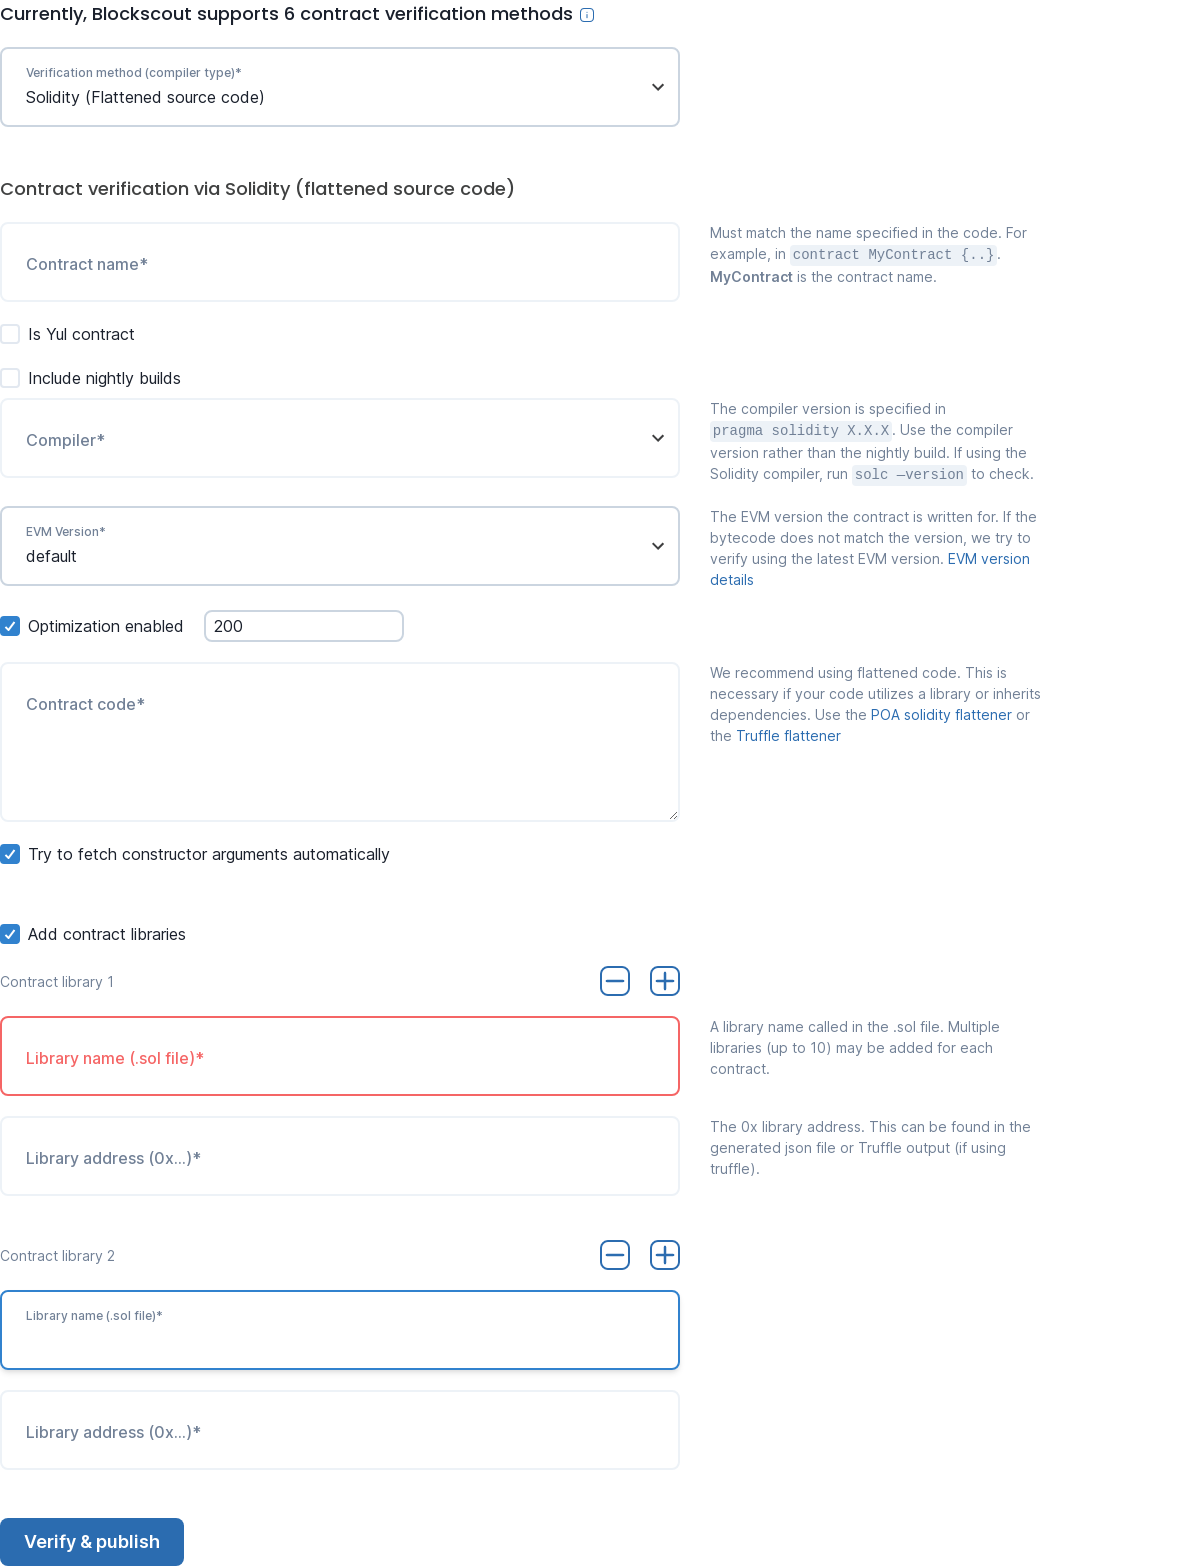 Currently, Blockscout supports 6 contract verification methods
Verification method (compiler type)*
Solidity (Flattened source code)
Contract verification via Solidity (flattened source code)
Contract name*
Must match the name specified in the code. For
example, in contract MyContract {..}.
MyContract is the contract name.
Is Yul contract
Include nightly builds
Compiler*
The compiler version is specified in
pragma solidity X.X.X. Use the compiler
version rather than the nightly build. If using the
Solidity compiler, run solc —version to check.
EVM Version*
default
The EVM version the contract is written for. If the
bytecode does not match the version, we try to
verify using the latest EVM version. EVM version
details
Optimization enabled 200
Contract code*
We recommend using flattened code. This is
necessary if your code utilizes a library or inherits
dependencies. Use the POA solidity flattener or
the Truffle flattener
Try to fetch constructor arguments automatically
Add contract libraries
Contract library 1
Library name (.sol file)*
A library name called in the .sol file. Multiple
libraries (up to 10) may be added for each
contract.
Library address (0x...)*
The 0x library address. This can be found in the
generated json file or Truffle output (if using
truffle).
Contract library 2
Library name (.sol file)*
Library address (0x...)*
Verify & publish